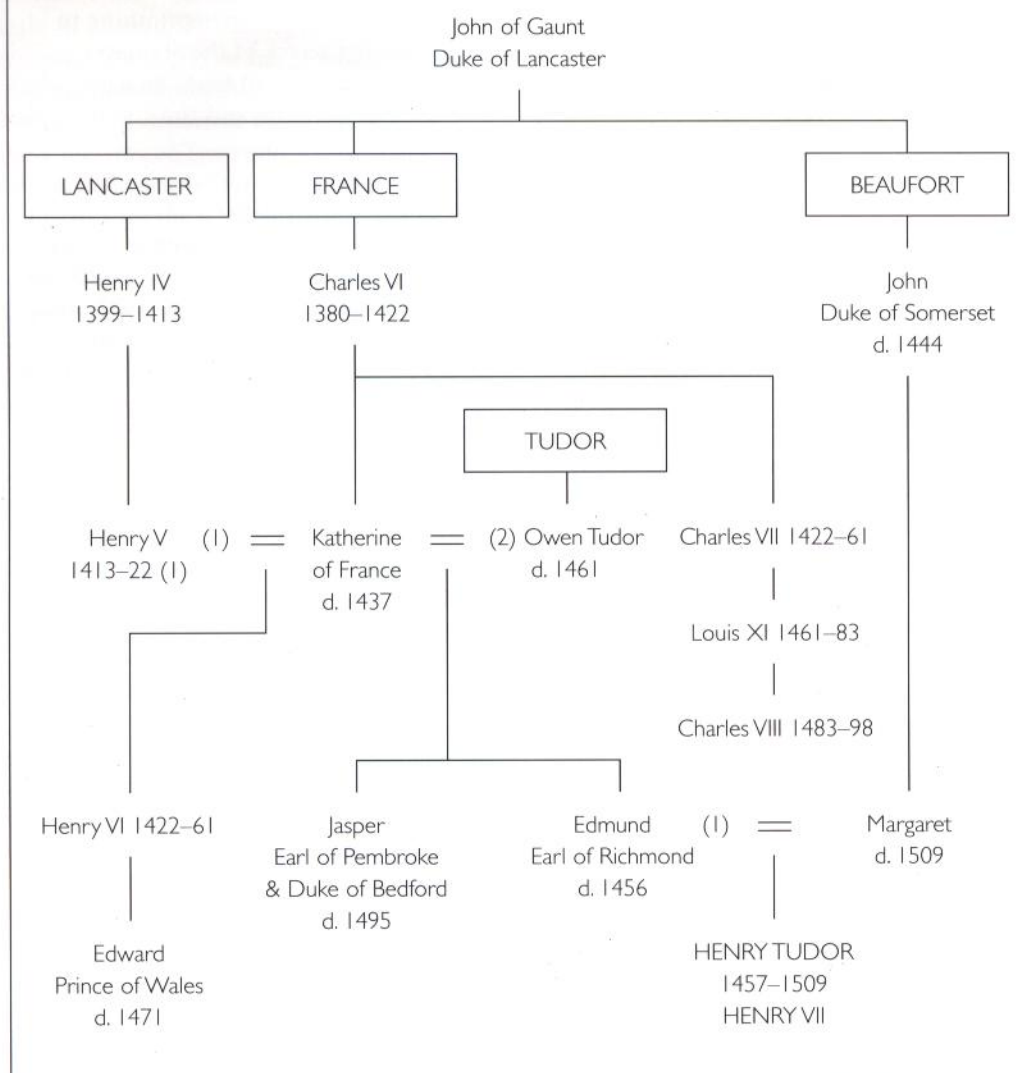 John of Gaunt
Duke of Lancaster
LANCASTER
FRANCE
BEAUFORT
Henry IV
1399–1413
Charles VI
1380–1422
John
Duke of Somerset
d. 1444
TUDOR
Henry V (1)
1413–22 (1)
Katherine
of France
d. 1437
(2) Owen Tudor
d. 1461
Charles VII 1422–61
Louis XI 1461–83
Charles VIII 1483–98
Henry VI 1422–61
Jasper
Earl of Pembroke
& Duke of Bedford
d. 1495
Edmund (1)
Earl of Richmond
d. 1456
Margaret
d. 1509
Edward
Prince of Wales
d. 1471
HENRY TUDOR
1457–1509
HENRY VII